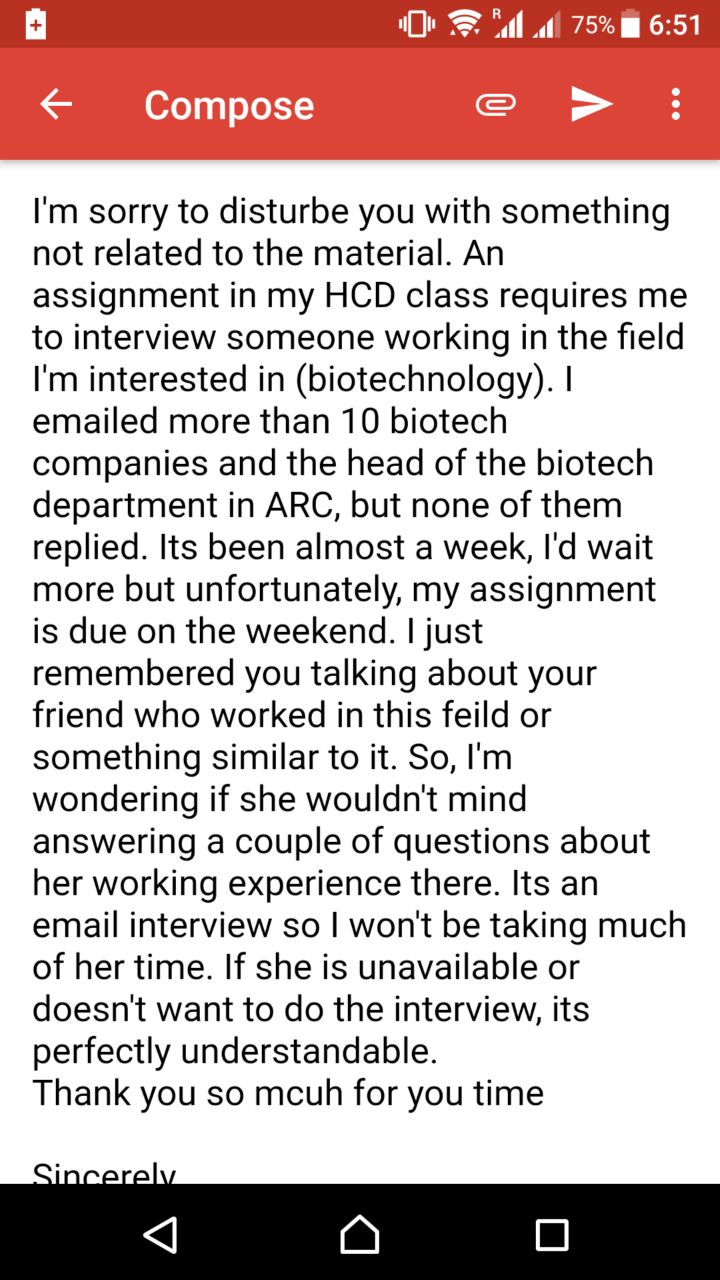 R 75% 6:51
Compose
I'm sorry to disturbe you with something
not related to the material. An
assignment in my HCD class requires me
to interview someone working in the field
I'm interested in (biotechnology). I
emailed more than 10 biotech
companies and the head of the biotech
department in ARC, but none of them
replied. Its been almost a week, I'd wait
more but unfortunately, my assignment
is due on the weekend. I just
remembered you talking about your
friend who worked in this feild or
something similar to it. So, I'm
wondering if she wouldn't mind
answering a couple of questions about
her working experience there. Its an
email interview so I won't be taking much
of her time. If she is unavailable or
doesn't want to do the interview, its
perfectly understandable.
Thank you so mcuh for you time
Sincerely